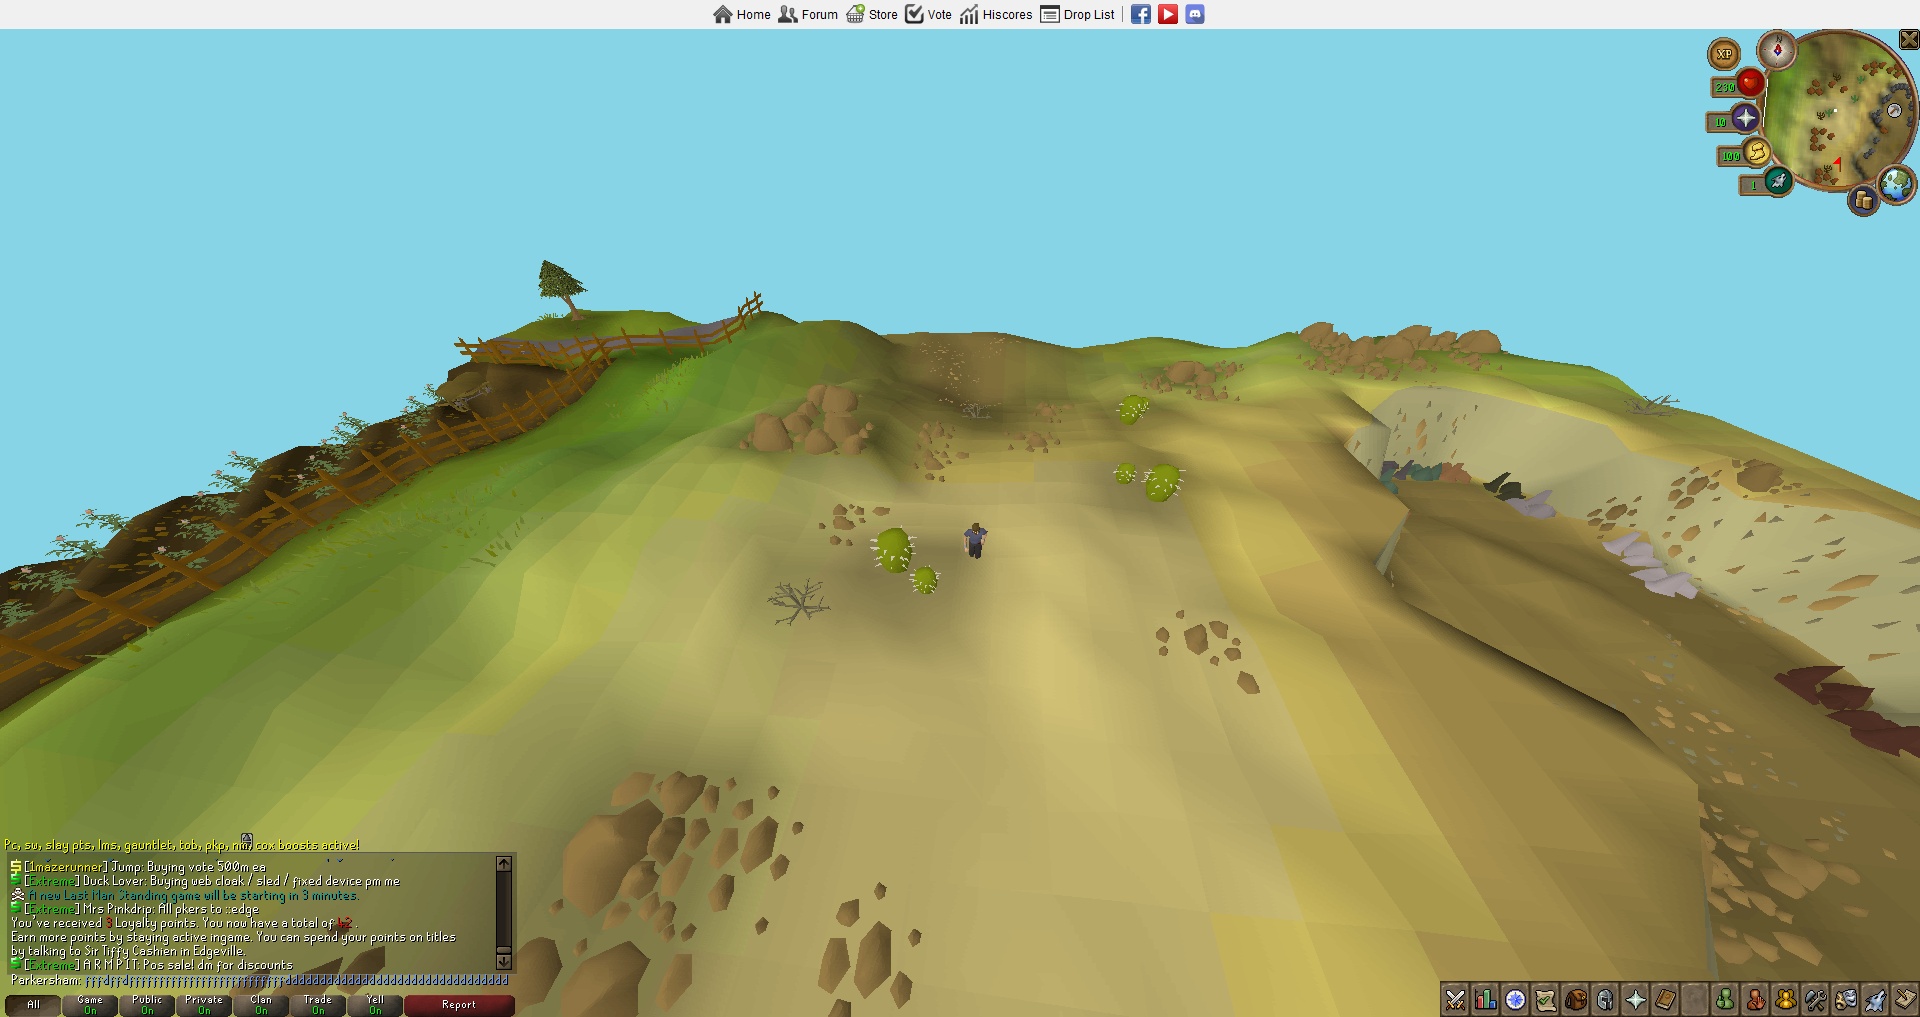 Home Forum Store Vote Hiscores Drop List
XP
N
230
10
100
1
Pc, sw, slay pts, lms, gauntlet, tob, pkp, nm, cox boosts active!
[1mazerunner] Jump: Buying vote 500m ea
[Extreme] Duck Lover: Buying web cloak / sled / fixed device pm me
A new Last Man Standing game will be starting in 3 minutes.
[Extreme] Mrs Pinkdrip: All pkers to ::edge
You've received 3 Loyalty points. You now have a total of 42.
Earn more points by staying active ingame. You can spend your points on titles
by talking to Sir Tiffy Cashien in Edgeville.
[Extreme] A R M P I T: Pos sale! dm for discounts
Parkersham:
All Game On Public On Private On Clan On Trade On Yell On Report